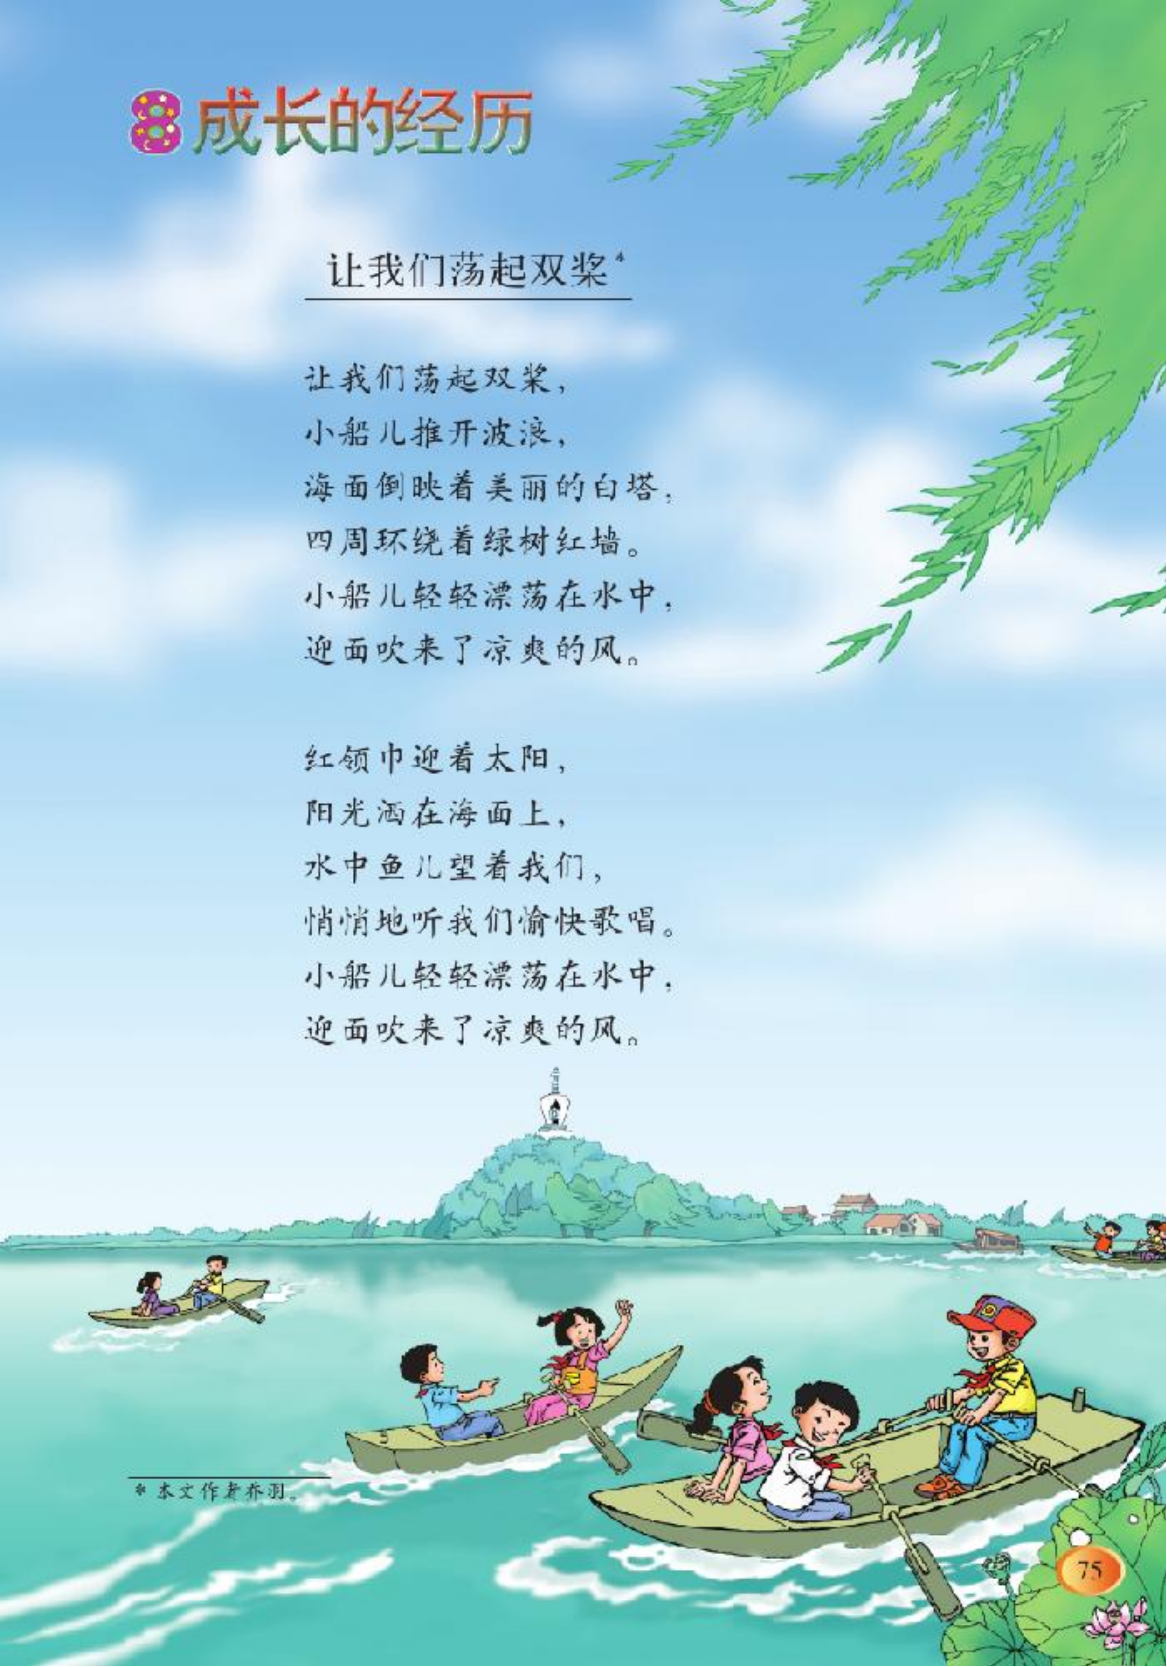 8 成长的经历
让我们荡起双桨*
让我们荡起双桨，
小船儿推开波浪，
海面倒映着美丽的白塔，
四周环绕着绿树红墙。
小船儿轻轻漂荡在水中，
迎面吹来了凉爽的风。
红领巾迎着太阳，
阳光洒在海面上，
水中鱼儿望着我们，
悄悄地听我们愉快歌唱。
小船儿轻轻漂荡在水中，
迎面吹来了凉爽的风。
* 本文作者乔羽。
75